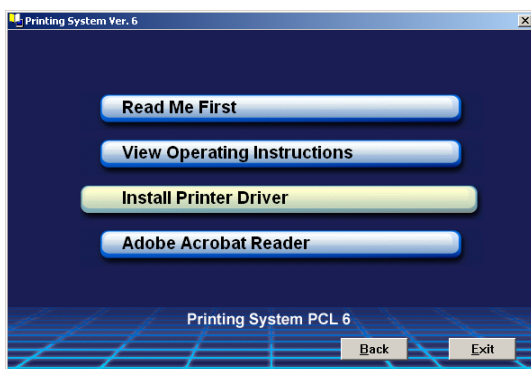 Printing System Ver. 6
Read Me First
View Operating Instructions
Install Printer Driver
Adobe Acrobat Reader
Printing System PCL 6
Back Exit